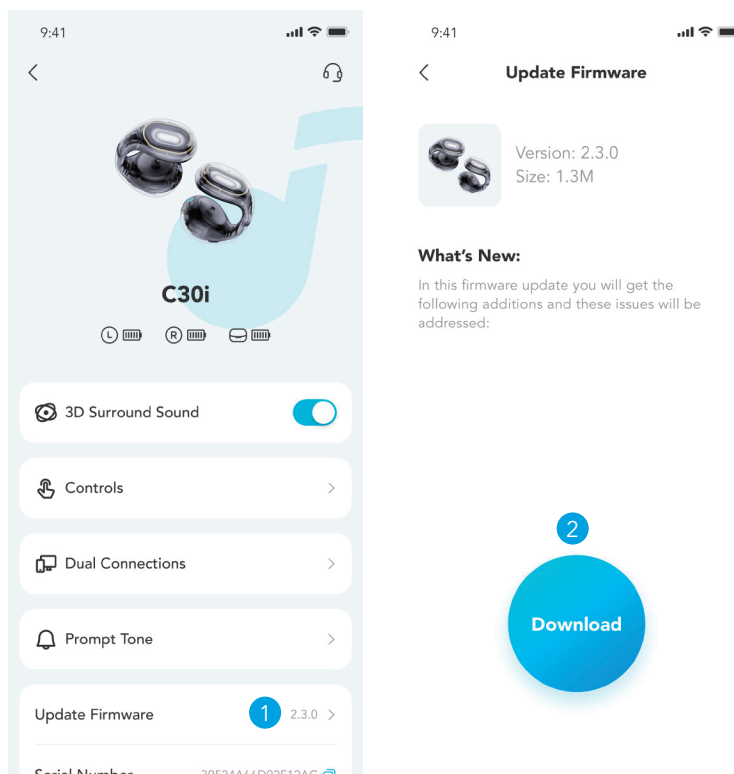 9:41
C30i
L
R
3D Surround Sound
Controls
Dual Connections
Prompt Tone
Update Firmware 1 2.3.0
9:41
Update Firmware
Version: 2.3.0
Size: 1.3M
What's New:
In this firmware update you will get the
following additions and these issues will be
addressed:
2
Download